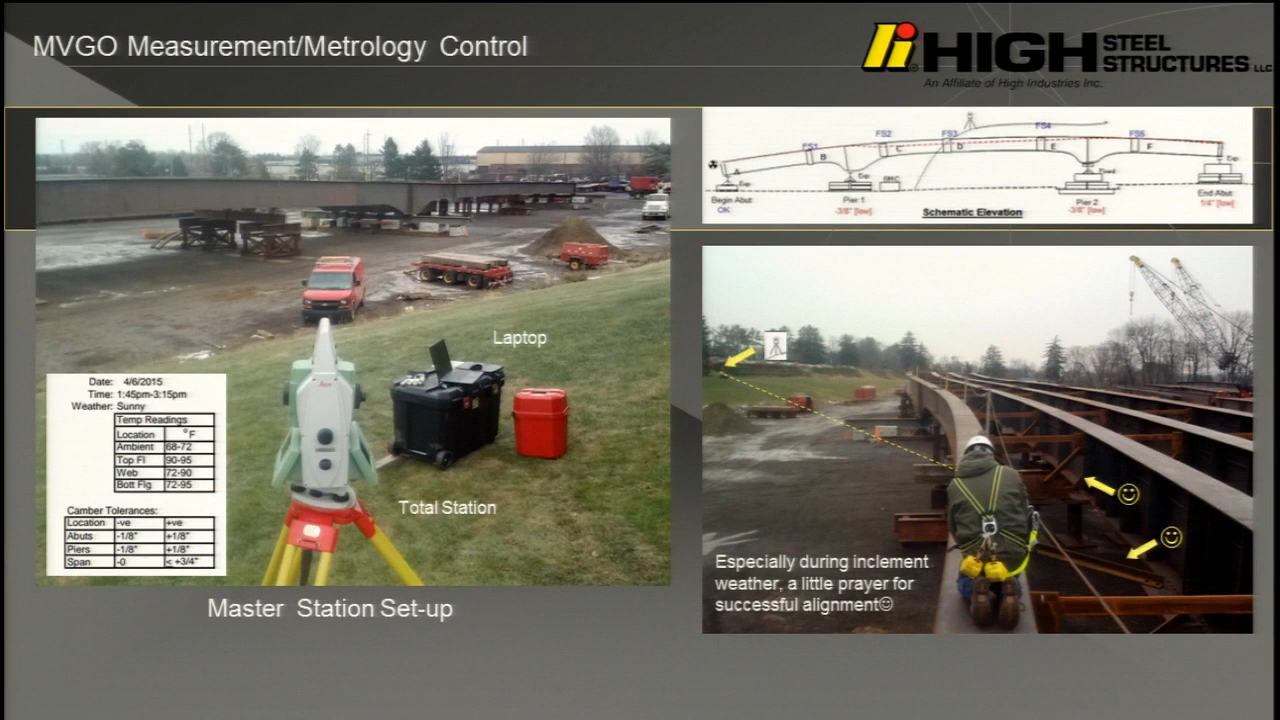 MVGO Measurement/Metrology Control
HIGH STEEL STRUCTURES LLC
An Affiliate of High Industries Inc.
FS1 FS2 FS3 FS4 FS5
A B C D E F
Exp. Exp. Fixed Exp.
Begin Abut. Pier 1 Pier 2 End Abut.
OK -3/8" [low] -3/8" [low] 1/4" [low]
Schematic Elevation
Laptop
Total Station
Date: 4/6/2015
Time: 1:45pm-3:15pm
Weather: Sunny
Temp Readings
Location °F
Ambient 68-72
Top Fl 90-95
Web 72-90
Bott Flg 72-95
Camber Tolerances:
Location -ve +ve
Abuts -1/8" +1/8"
Piers -1/8" +1/8"
Span -0 < +3/4"
Master Station Set-up
Especially during inclement
weather, a little prayer for
successful alignment☺